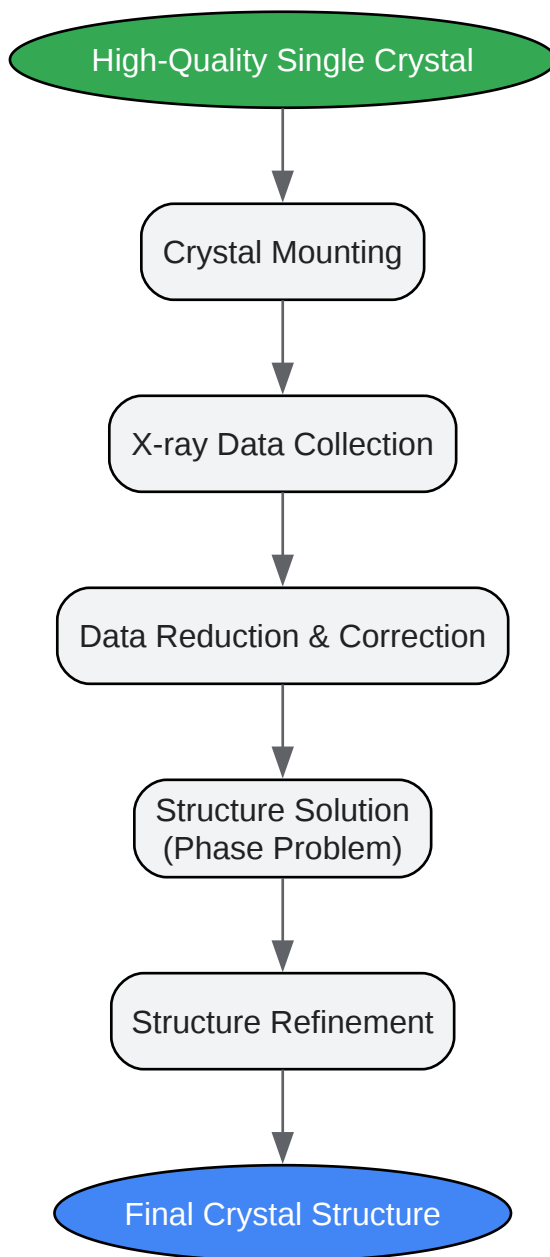 High-Quality Single Crystal
Crystal Mounting
X-ray Data Collection
Data Reduction & Correction
Structure Solution
(Phase Problem)
Structure Refinement
Final Crystal Structure